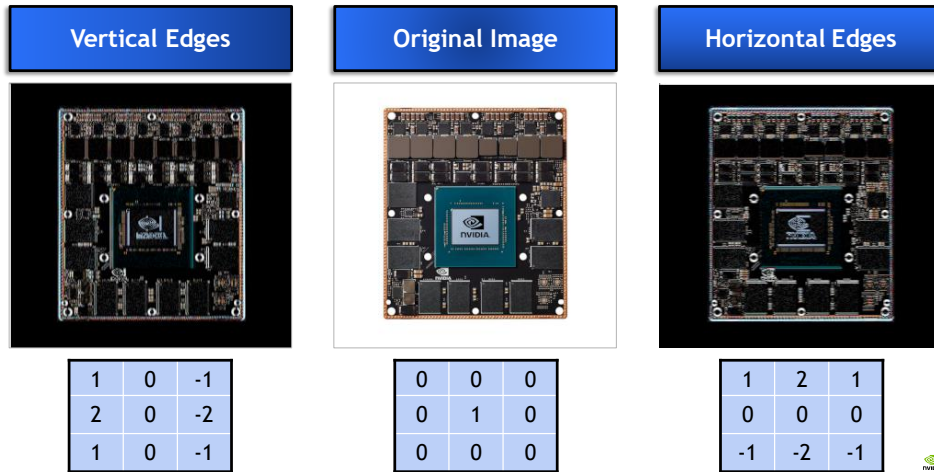 Vertical Edges
Original Image
Horizontal Edges
NVIDIA
NVIDIA
1 0 -1
2 0 -2
1 0 -1
0 0 0
0 1 0
0 0 0
1 2 1
0 0 0
-1 -2 -1